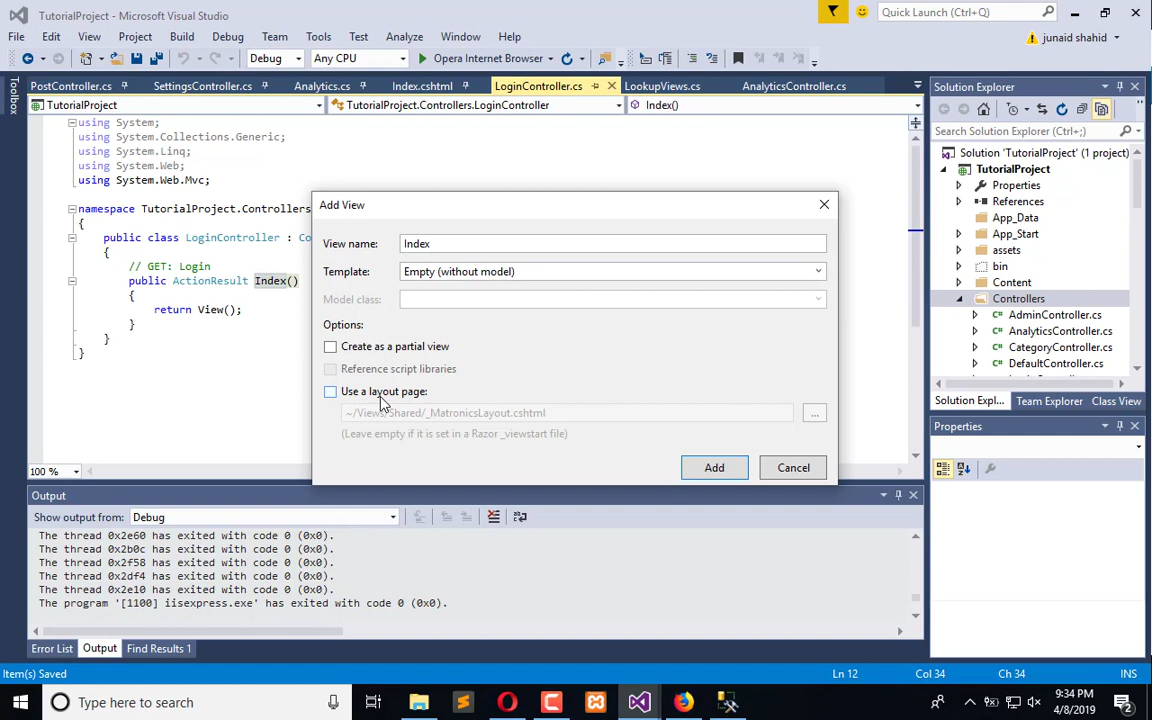 TutorialProject - Microsoft Visual Studio
Quick Launch (Ctrl+Q)
File Edit View Project Build Debug Team Tools Test Analyze Window Help
junaid shahid
JS
Debug
Any CPU
Opera Internet Browser
Toolbox
PostController.cs
SettingsController.cs
Analytics.cs
Index.cshtml
LoginController.cs
LookupViews.cs
AnalyticsController.cs
TutorialProject
TutorialProject.Controllers.LoginController
Index()
using System;
using System.Collections.Generic;
using System.Linq;
using System.Web;
using System.Web.Mvc;
namespace TutorialProject.Controllers
{
public class LoginController : Co
{
// GET: Login
public ActionResult Index()
{
return View();
}
}
}
100 %
Add View
View name:
Index
Template:
Empty (without model)
Model class:
Options:
Create as a partial view
Reference script libraries
Use a layout page:
~/Views/Shared/_MatronicsLayout.cshtml
...
(Leave empty if it is set in a Razor _viewstart file)
Add
Cancel
Solution Explorer
Search Solution Explorer (Ctrl+;)
Solution 'TutorialProject' (1 project)
TutorialProject
Properties
References
App_Data
App_Start
assets
bin
Content
Controllers
C# AdminController.cs
C# AnalyticsController.cs
C# CategoryController.cs
C# DefaultController.cs
Solution Expl...
Team Explorer
Class View
Properties
Output
Show output from:
Debug
The thread 0x2e60 has exited with code 0 (0x0).
The thread 0x2b0c has exited with code 0 (0x0).
The thread 0x2f58 has exited with code 0 (0x0).
The thread 0x2df4 has exited with code 0 (0x0).
The thread 0x2e10 has exited with code 0 (0x0).
The program '[1100] iisexpress.exe' has exited with code 0 (0x0).
Error List
Output
Find Results 1
Item(s) Saved
Ln 12
Col 34
Ch 34
INS
Type here to search
9:34 PM
4/8/2019
2